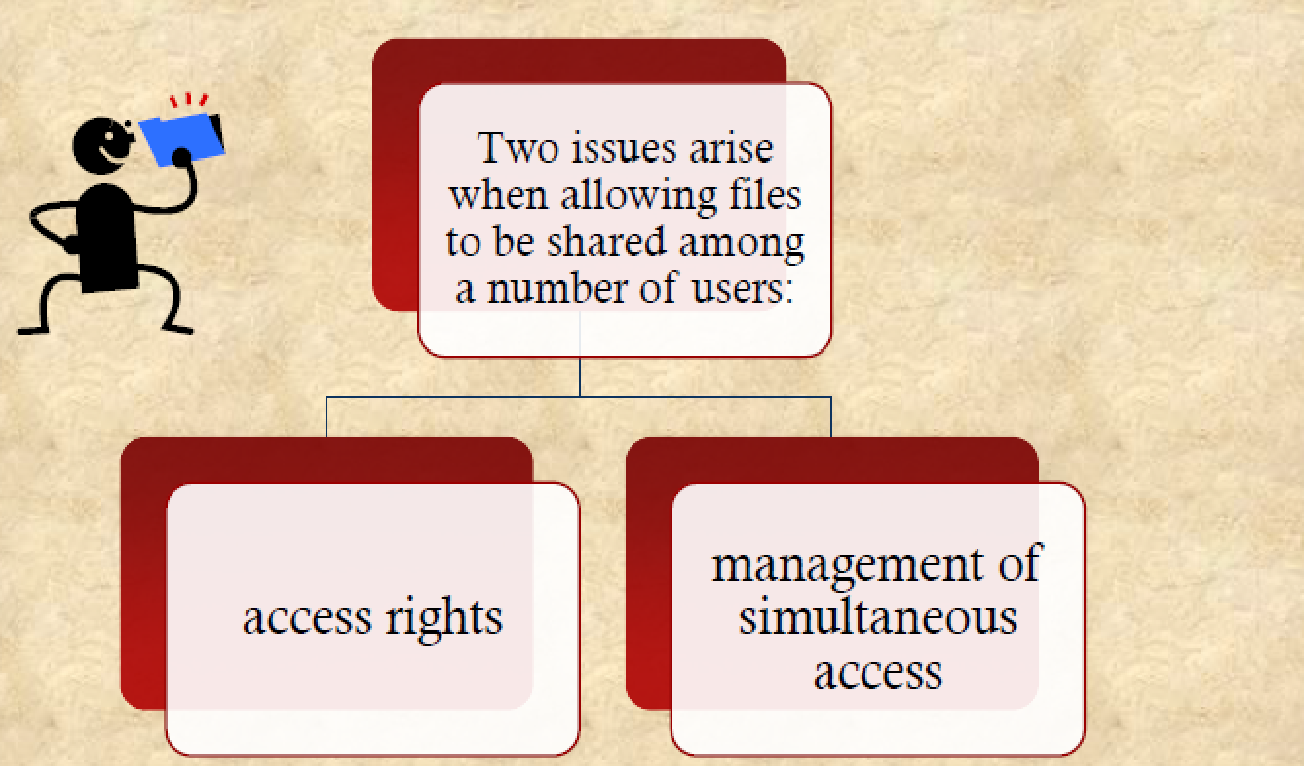 Two issues arise
when allowing files
to be shared among
a number of users:
access rights
management of
simultaneous
access